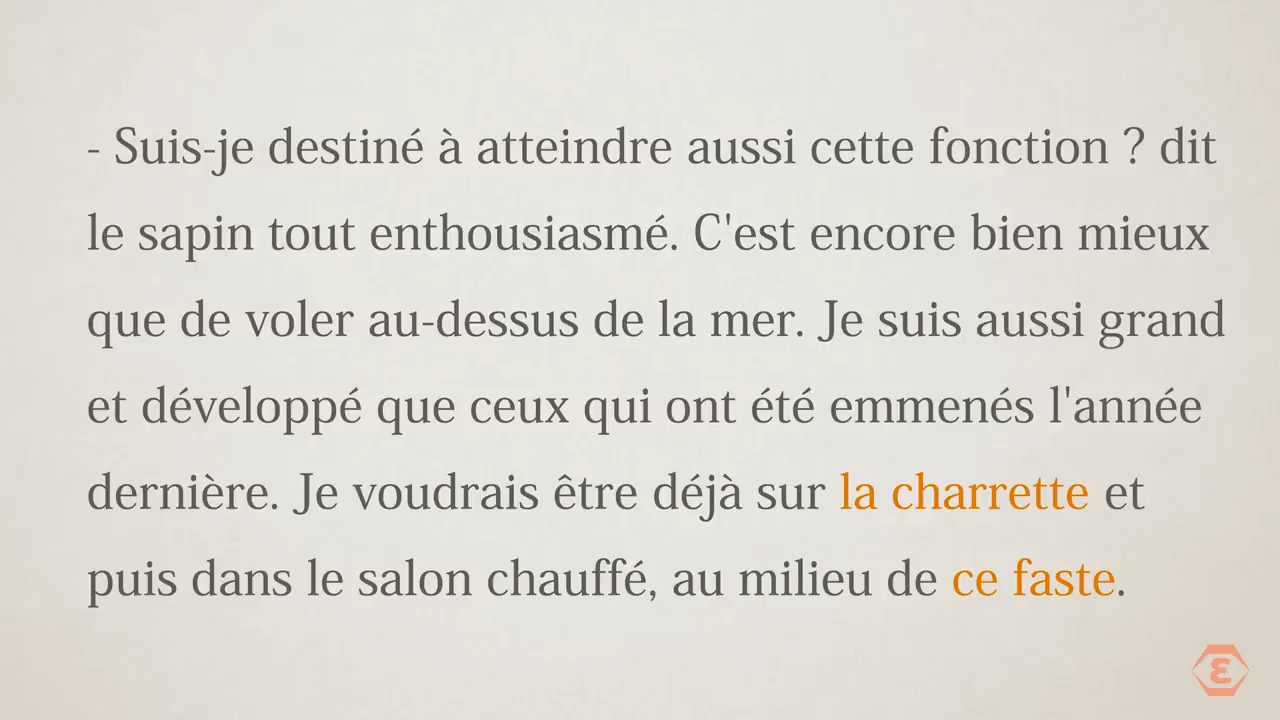 - Suis-je destiné à atteindre aussi cette fonction ? dit
le sapin tout enthousiasmé. C'est encore bien mieux
que de voler au-dessus de la mer. Je suis aussi grand
et développé que ceux qui ont été emmenés l'année
dernière. Je voudrais être déjà sur la charrette et
puis dans le salon chauffé, au milieu de ce faste.
ε